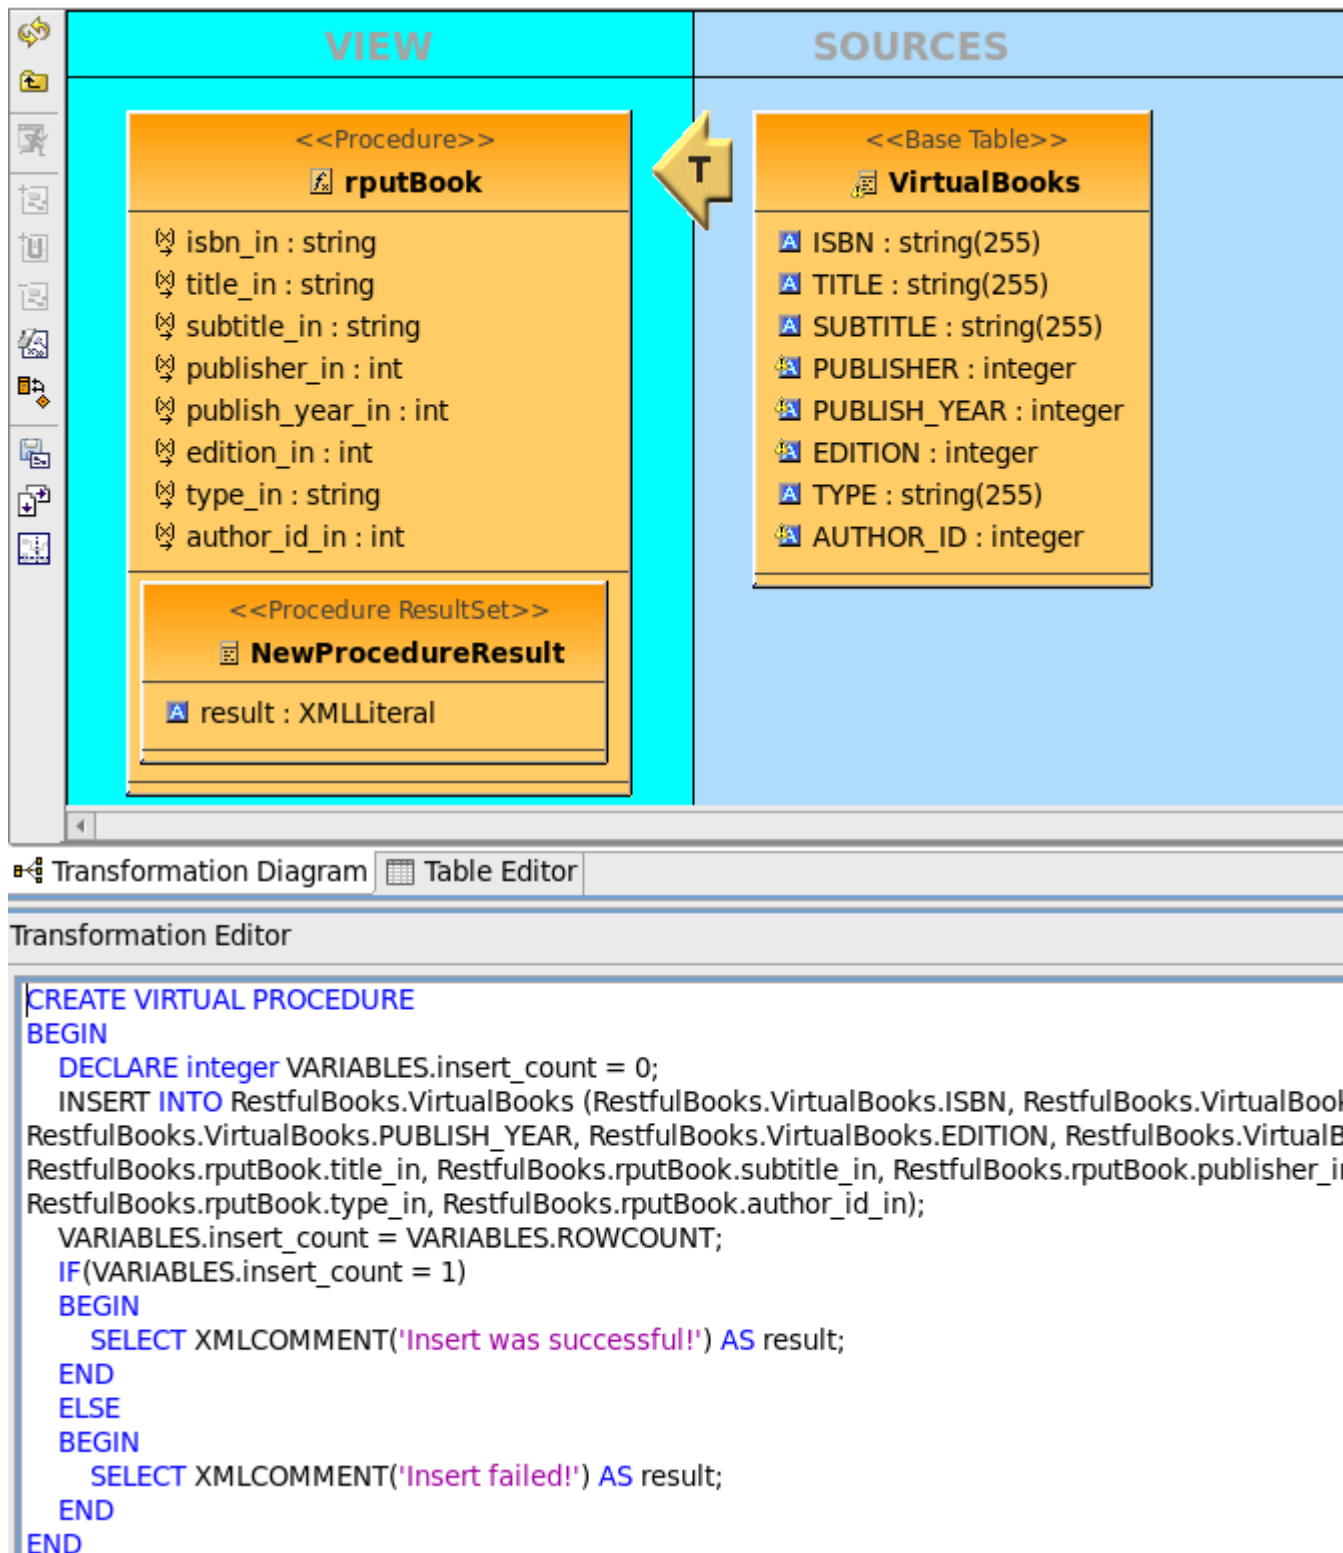 VIEW
SOURCES
<<Procedure>>
rputBook
isbn_in : string
title_in : string
subtitle_in : string
publisher_in : int
publish_year_in : int
edition_in : int
type_in : string
author_id_in : int
<<Procedure ResultSet>>
NewProcedureResult
result : XMLLiteral
T
<<Base Table>>
VirtualBooks
ISBN : string(255)
TITLE : string(255)
SUBTITLE : string(255)
PUBLISHER : integer
PUBLISH_YEAR : integer
EDITION : integer
TYPE : string(255)
AUTHOR_ID : integer
Transformation Diagram
Table Editor
Transformation Editor
CREATE VIRTUAL PROCEDURE
BEGIN
DECLARE integer VARIABLES.insert_count = 0;
INSERT INTO RestfulBooks.VirtualBooks (RestfulBooks.VirtualBooks.ISBN, RestfulBooks.VirtualBook
RestfulBooks.VirtualBooks.PUBLISH_YEAR, RestfulBooks.VirtualBooks.EDITION, RestfulBooks.VirtualB
RestfulBooks.rputBook.title_in, RestfulBooks.rputBook.subtitle_in, RestfulBooks.rputBook.publisher_in
RestfulBooks.rputBook.type_in, RestfulBooks.rputBook.author_id_in);
VARIABLES.insert_count = VARIABLES.ROWCOUNT;
IF(VARIABLES.insert_count = 1)
BEGIN
SELECT XMLCOMMENT('Insert was successful!') AS result;
END
ELSE
BEGIN
SELECT XMLCOMMENT('Insert failed!') AS result;
END
END